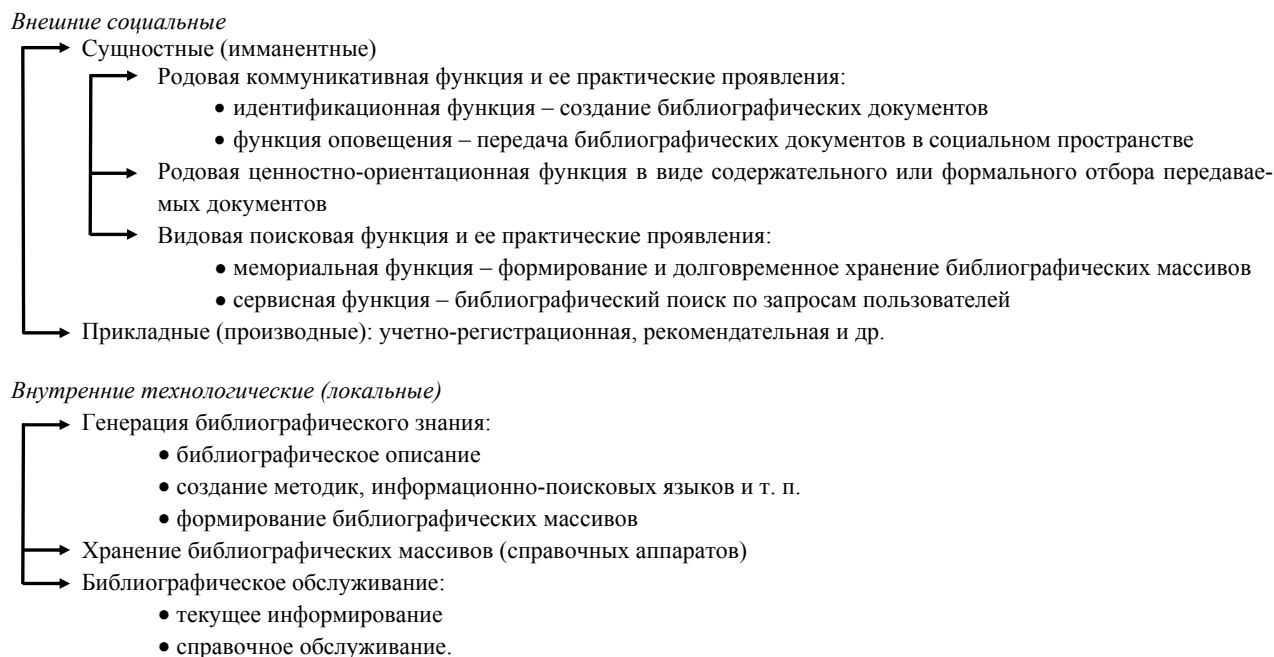 Внешние социальные
Сущностные (имманентные)
Родовая коммуникативная функция и ее практические проявления:
• идентификационная функция – создание библиографических документов
• функция оповещения – передача библиографических документов в социальном пространстве
Родовая ценностно-ориентационная функция в виде содержательного или формального отбора передавае-
мых документов
Видовая поисковая функция и ее практические проявления:
• мемориальная функция – формирование и долговременное хранение библиографических массивов
• сервисная функция – библиографический поиск по запросам пользователей
Прикладные (производные): учетно-регистрационная, рекомендательная и др.
Внутренние технологические (локальные)
Генерация библиографического знания:
• библиографическое описание
• создание методик, информационно-поисковых языков и т. п.
• формирование библиографических массивов
Хранение библиографических массивов (справочных аппаратов)
Библиографическое обслуживание:
• текущее информирование
• справочное обслуживание.